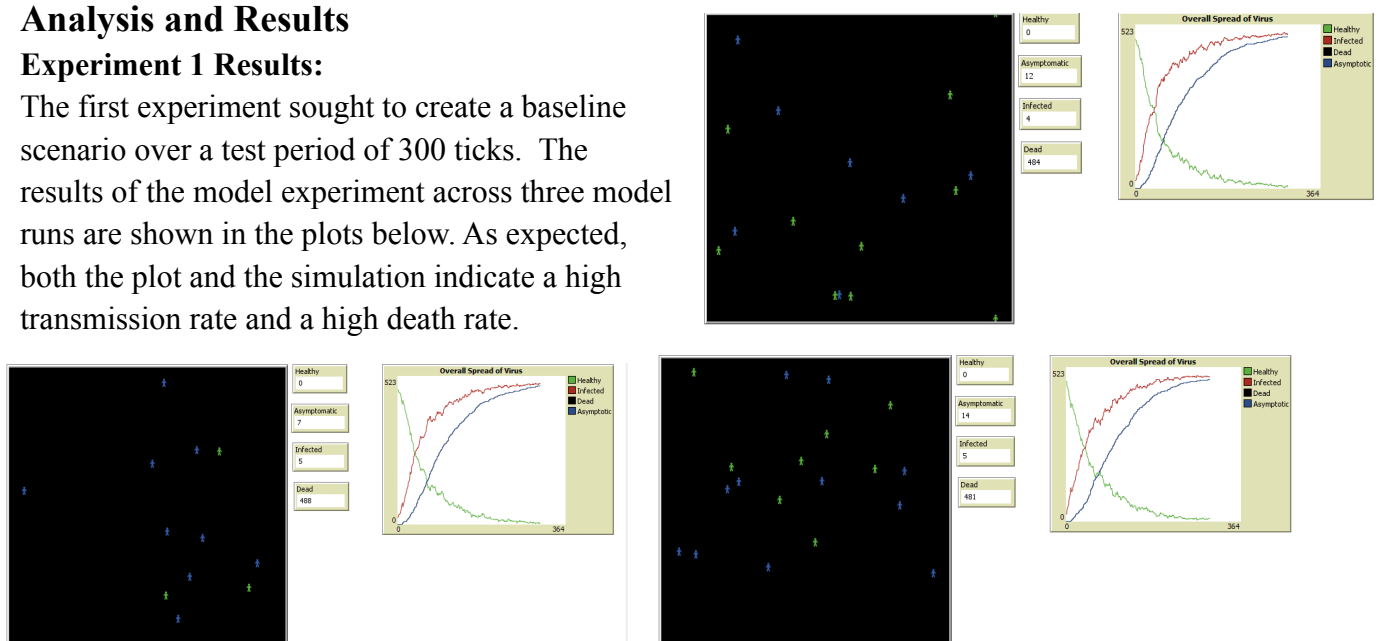 Analysis and Results
Experiment 1 Results:
The first experiment sought to create a baseline
scenario over a test period of 300 ticks.  The
results of the model experiment across three model
runs are shown in the plots below. As expected,
both the plot and the simulation indicate a high
transmission rate and a high death rate.
Healthy
0
Asymptomatic
12
Infected
4
Dead
484
Overall Spread of Virus
523
0
0
364
Healthy
Infected
Dead
Asymptotic
Healthy
0
Asymptomatic
7
Infected
5
Dead
488
Overall Spread of Virus
523
0
0
364
Healthy
Infected
Dead
Asymptotic
Healthy
0
Asymptomatic
14
Infected
5
Dead
481
Overall Spread of Virus
523
0
0
364
Healthy
Infected
Dead
Asymptotic